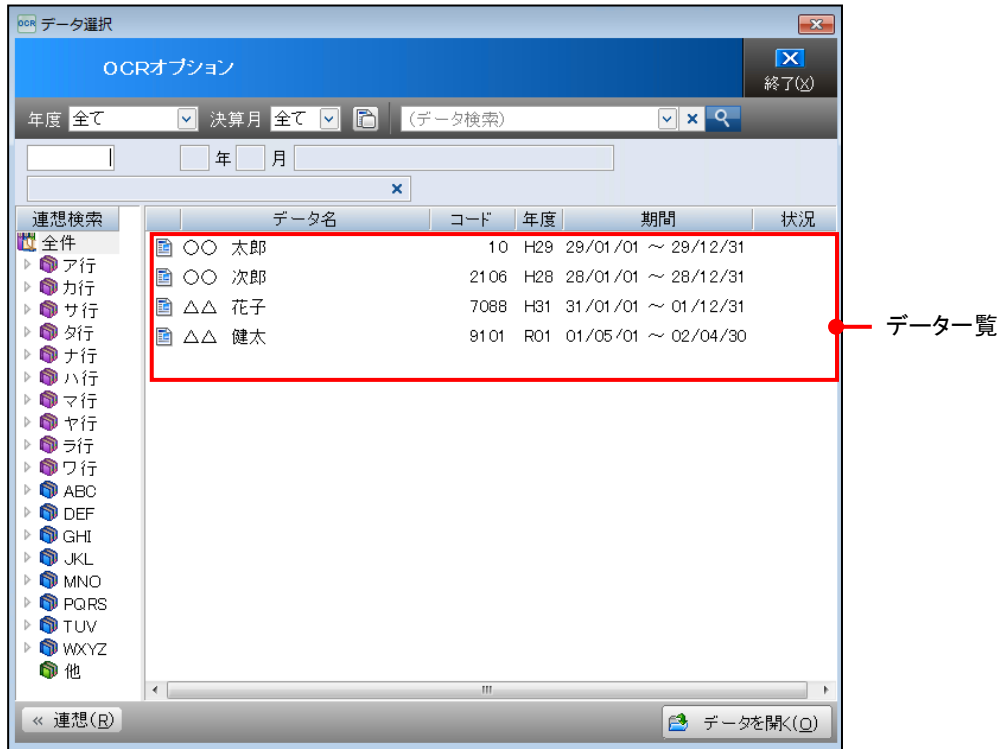 OCR データ選択
OCRオプション
終了(X)
年度 全て 決算月 全て (データ検索)
年 月
連想検索 データ名 コード 年度 期間 状況
全件
ア行
カ行
サ行
タ行
ナ行
ハ行
マ行
ヤ行
ラ行
ワ行
ABC
DEF
GHI
JKL
MNO
PQRS
TUV
WXYZ
他
○○ 太郎 10 H29 29/01/01 ~ 29/12/31
○○ 次郎 2106 H28 28/01/01 ~ 28/12/31
△△ 花子 7088 H31 31/01/01 ~ 01/12/31
△△ 健太 9101 R01 01/05/01 ~ 02/04/30
データ一覧
≪ 連想(R)
データを開く(O)